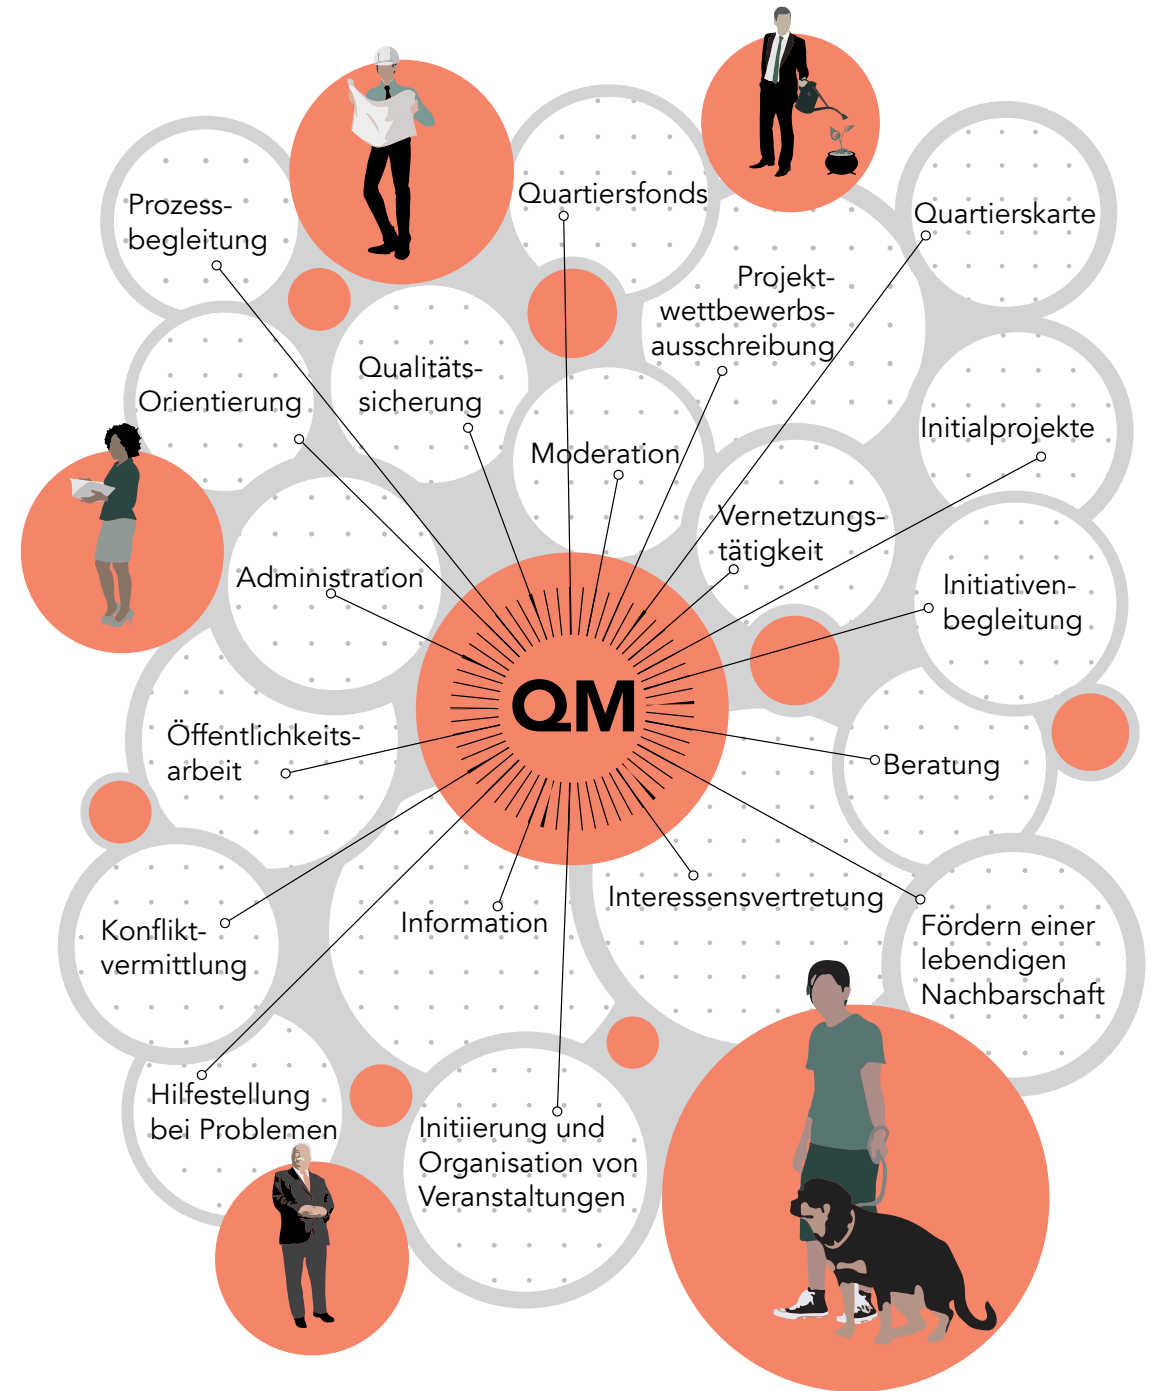 Quartiersfonds
Prozess-
begleitung
Quartierskarte
Projekt-
wettbewerbs-
ausschreibung
Qualitäts-
sicherung
Orientierung
Moderation
Initialprojekte
Vernetzungs-
tätigkeit
Administration
Initiativen-
begleitung
QM
Öffentlichkeits-
arbeit
Beratung
Interessensvertretung
Information
Konflikt-
vermittlung
Fördern einer
lebendigen
Nachbarschaft
Hilfestellung
bei Problemen
Initiierung und
Organisation von
Veranstaltungen